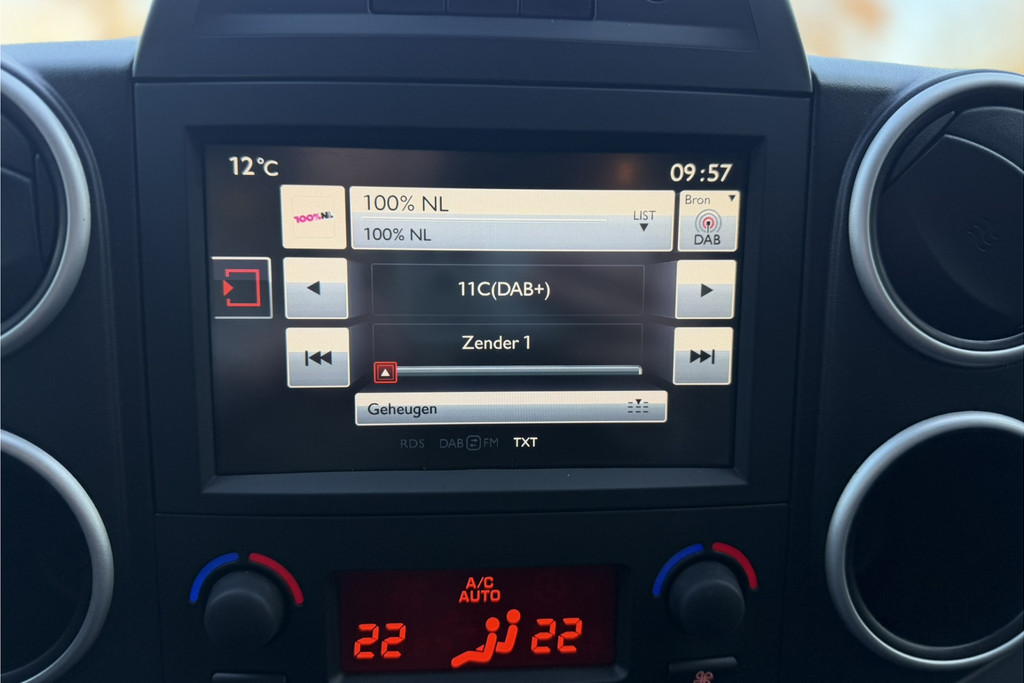 12°C
09:57
100%NL
100% NL
100% NL
LIST
Bron
DAB
11C(DAB+)
Zender 1
Geheugen
RDS DAB FM TXT
A/C
AUTO
22 22